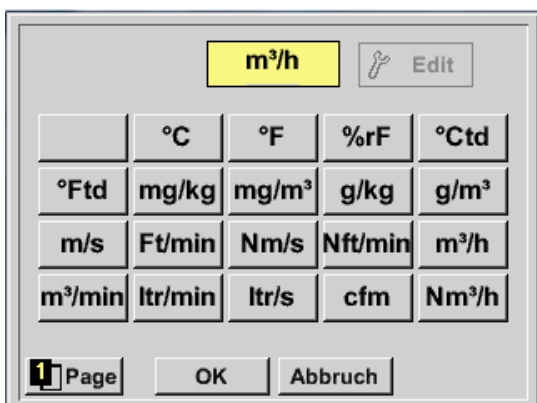 m³/h Edit
°C °F %rF °Ctd
°Ftd mg/kg mg/m³ g/kg g/m³
m/s Ft/min Nm/s Nft/min m³/h
m³/min ltr/min ltr/s cfm Nm³/h
1 Page OK Abbruch